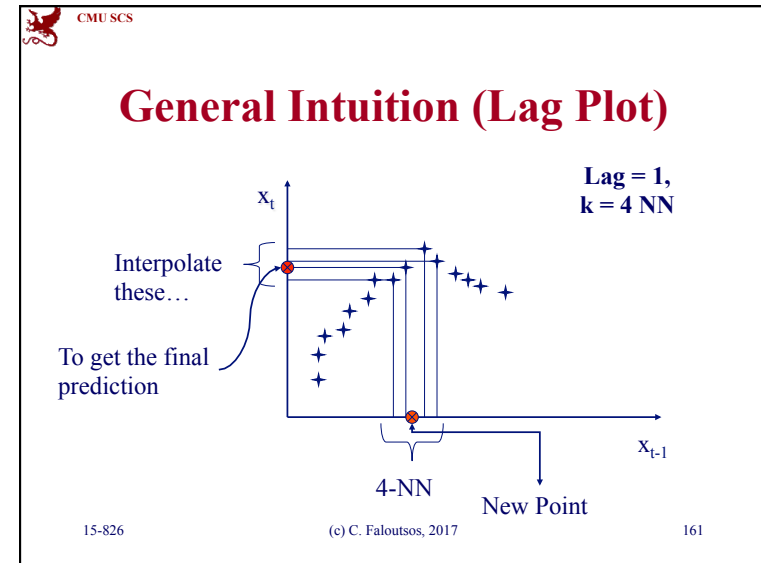 CMU SCS
General Intuition (Lag Plot)
Lag = 1,
k = 4 NN
xt
Interpolate
these…
To get the final
prediction
xt-1
4-NN
New Point
15-826
(c) C. Faloutsos, 2017
161